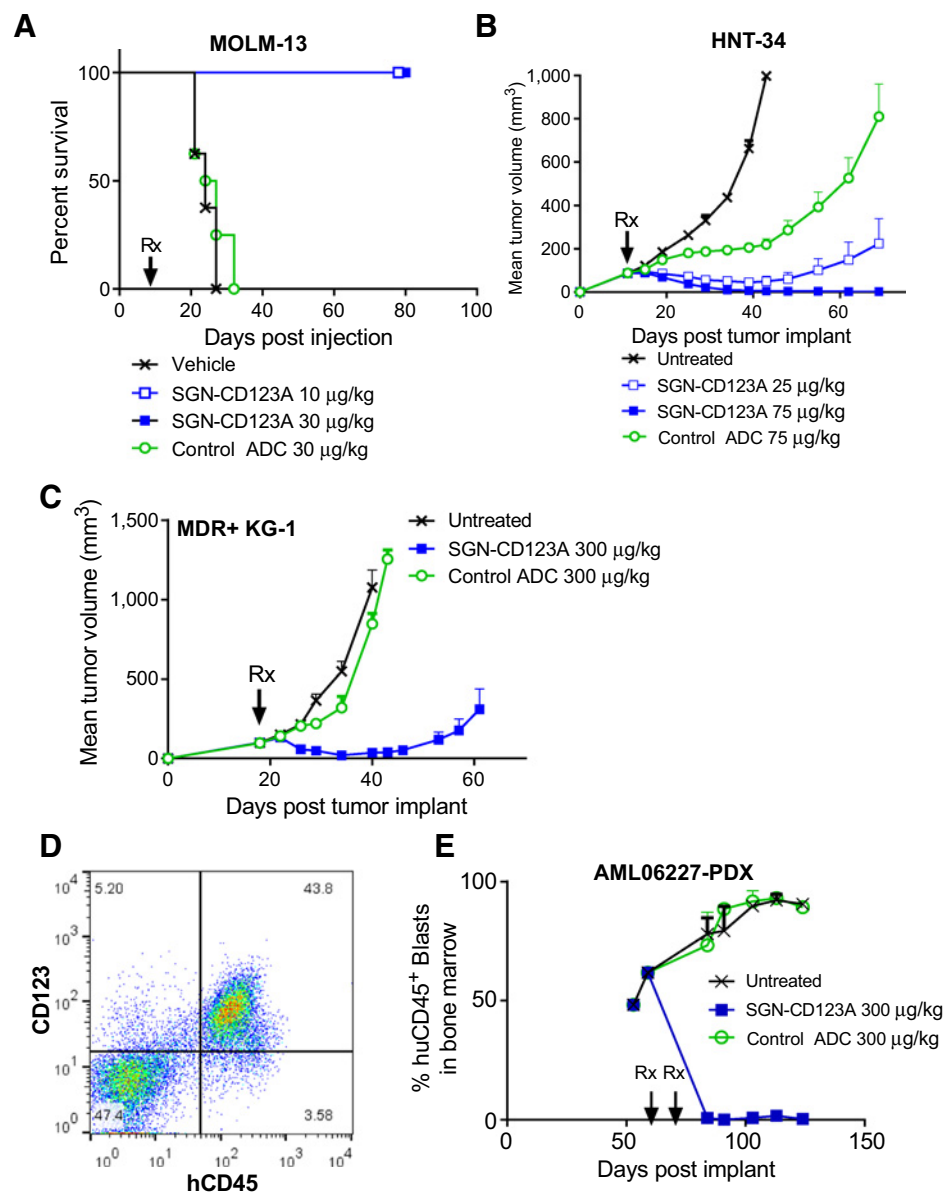 A
MOLM-13
Percent survival
100
50
0
Rx
0 20 40 60 80 100
Days post injection
Vehicle
SGN-CD123A 10 μg/kg
SGN-CD123A 30 μg/kg
Control ADC 30 μg/kg
B
HNT-34
Mean tumor volume (mm³)
1,000
800
600
400
200
0
Rx
0 20 40 60
Days post tumor implant
Untreated
SGN-CD123A 25 μg/kg
SGN-CD123A 75 μg/kg
Control ADC 75 μg/kg
C
MDR+ KG-1
Mean tumor volume (mm³)
1,500
1,000
500
0
Rx
0 20 40 60
Days post tumor implant
Untreated
SGN-CD123A 300 μg/kg
Control ADC 300 μg/kg
D
CD123
10⁴
10³
10²
10¹
10⁰
5.20 43.8
47.4 3.58
10⁰ 10¹ 10² 10³ 10⁴
hCD45
E
AML06227-PDX
% huCD45⁺ Blasts
in bone marrow
100
50
0
Rx Rx
0 50 100 150
Days post implant
Untreated
SGN-CD123A 300 μg/kg
Control ADC 300 μg/kg